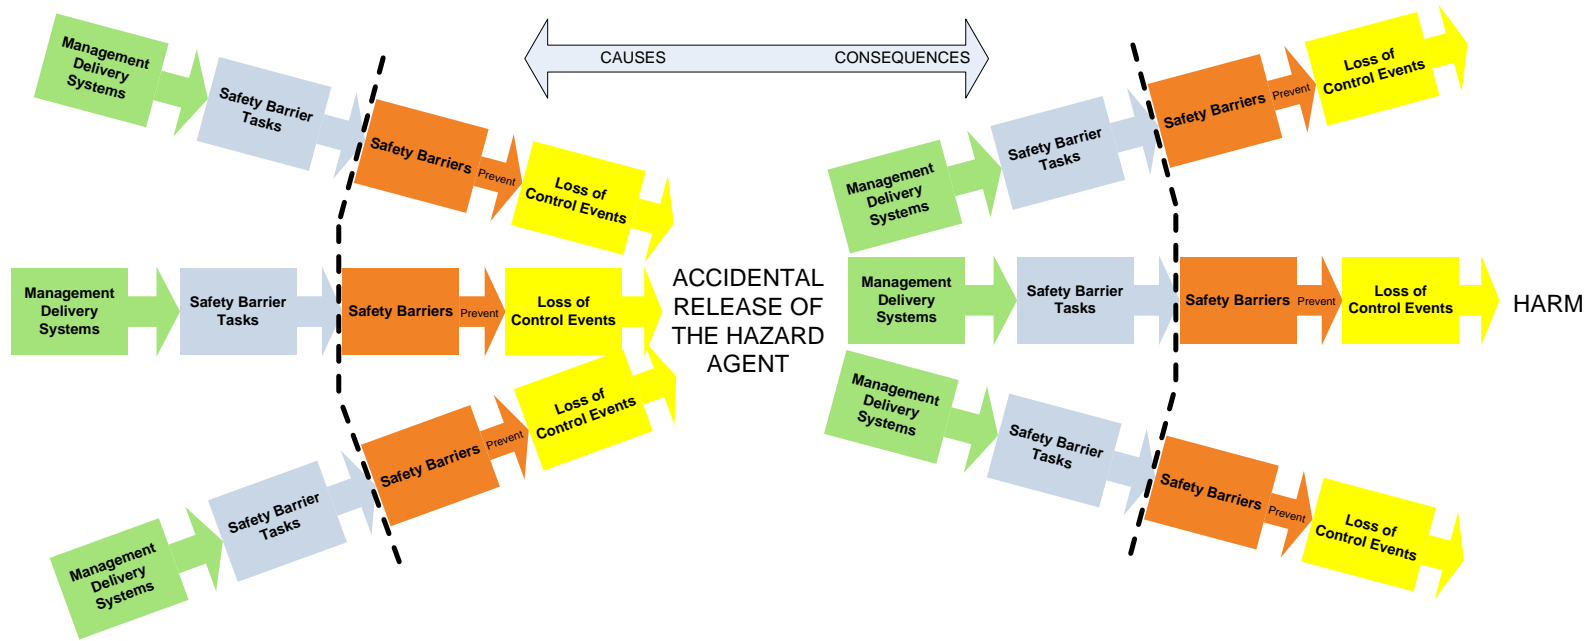 CAUSES
CONSEQUENCES
Management
Delivery
Systems
Safety Barrier
Tasks
Safety Barriers
Prevent
Loss of
Control Events
Management
Delivery
Systems
Safety Barrier
Tasks
Safety Barriers
Prevent
Loss of
Control Events
Management
Delivery
Systems
Safety Barrier
Tasks
Safety Barriers
Prevent
Loss of
Control Events
ACCIDENTAL
RELEASE OF
THE HAZARD
AGENT
Management
Delivery
Systems
Safety Barrier
Tasks
Safety Barriers
Prevent
Loss of
Control Events
Management
Delivery
Systems
Safety Barrier
Tasks
Safety Barriers
Prevent
Loss of
Control Events
HARM
Management
Delivery
Systems
Safety Barrier
Tasks
Safety Barriers
Prevent
Loss of
Control Events